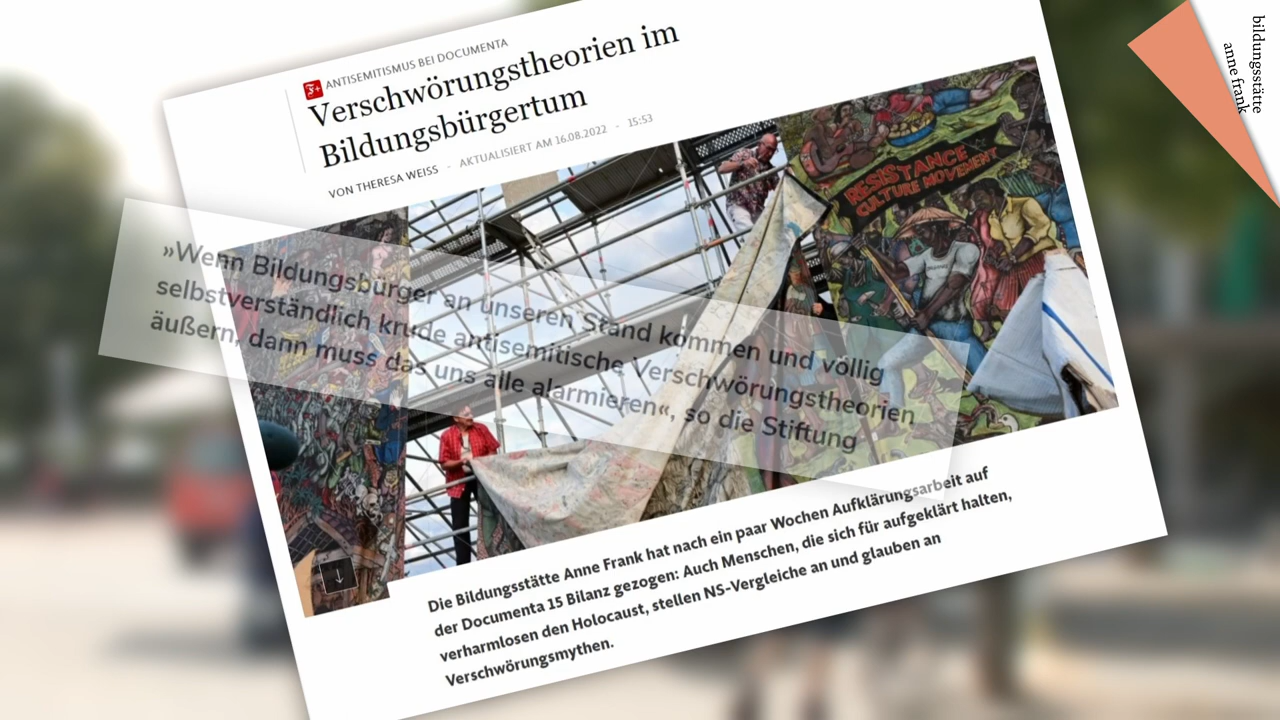 ANTISEMITISMUS BEI DOCUMENTA
Verschwörungstheorien im
Bildungsbürgertum
VON THERESA WEISS - AKTUALISIERT AM 16.08.2022 - 15:53
RESISTANCE
CULTURE MOVEMENT
»Wenn Bildungsbürger an unseren Stand kommen und völlig
selbstverständlich krude antisemitische Verschwörungstheorien
äußern, dann muss das uns alle alarmieren«, so die Stiftung
Die Bildungsstätte Anne Frank hat nach ein paar Wochen Aufklärungsarbeit auf
der Documenta 15 Bilanz gezogen: Auch Menschen, die sich für aufgeklärt halten,
verharmlosen den Holocaust, stellen NS-Vergleiche an und glauben an
Verschwörungsmythen.
bildungsstätte
anne frank